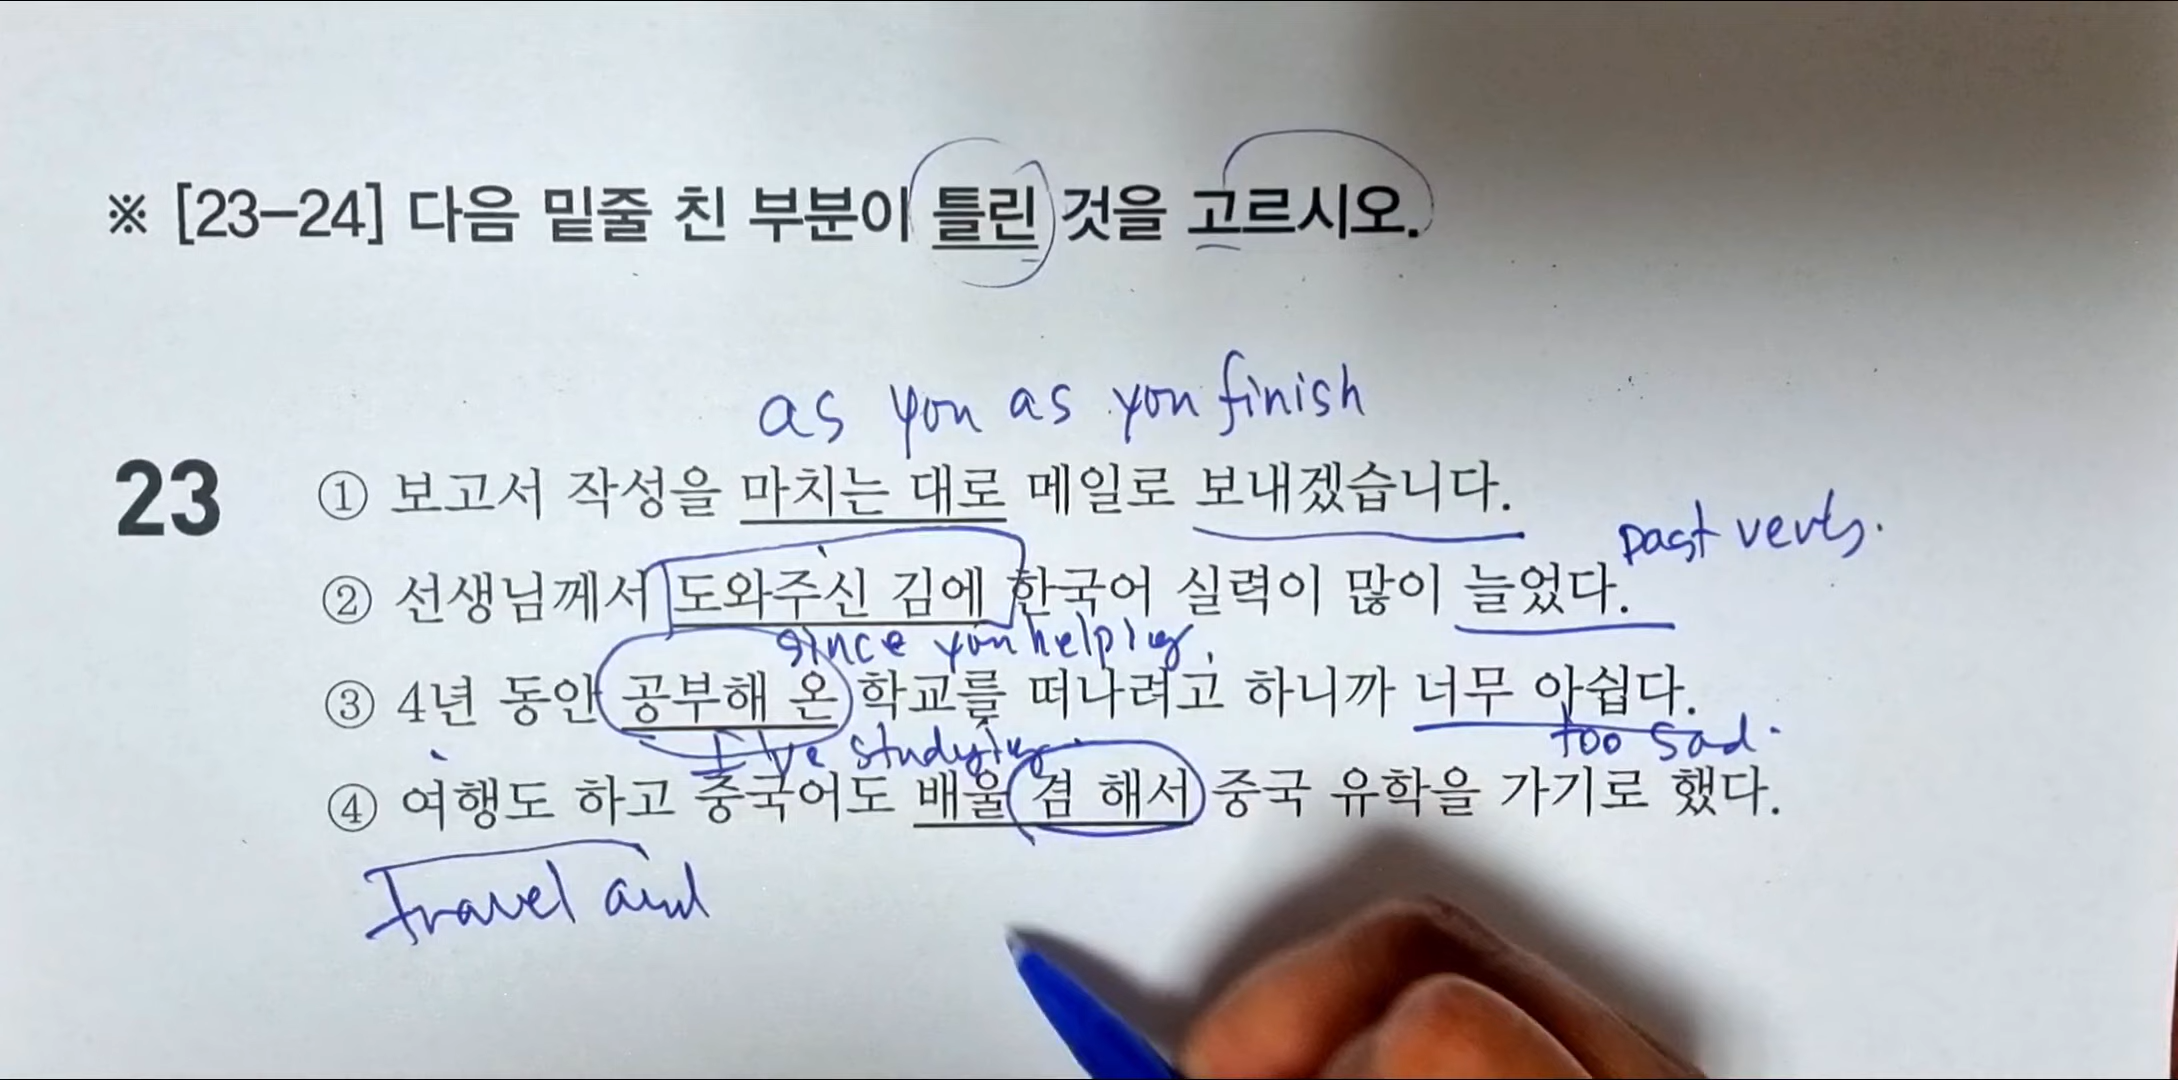 ※ [23-24] 다음 밑줄 친 부분이 틀린 것을 고르시오.
as you as you finish
23 ① 보고서 작성을 마치는 대로 메일로 보내겠습니다.
past verb.
② 선생님께서 도와주신 김에 한국어 실력이 많이 늘었다.
since you helping.
③ 4년 동안 공부해 온 학교를 떠나려고 하니까 너무 아쉽다.
I've studying too sad.
④ 여행도 하고 중국어도 배울 겸 해서 중국 유학을 가기로 했다.
Travel and